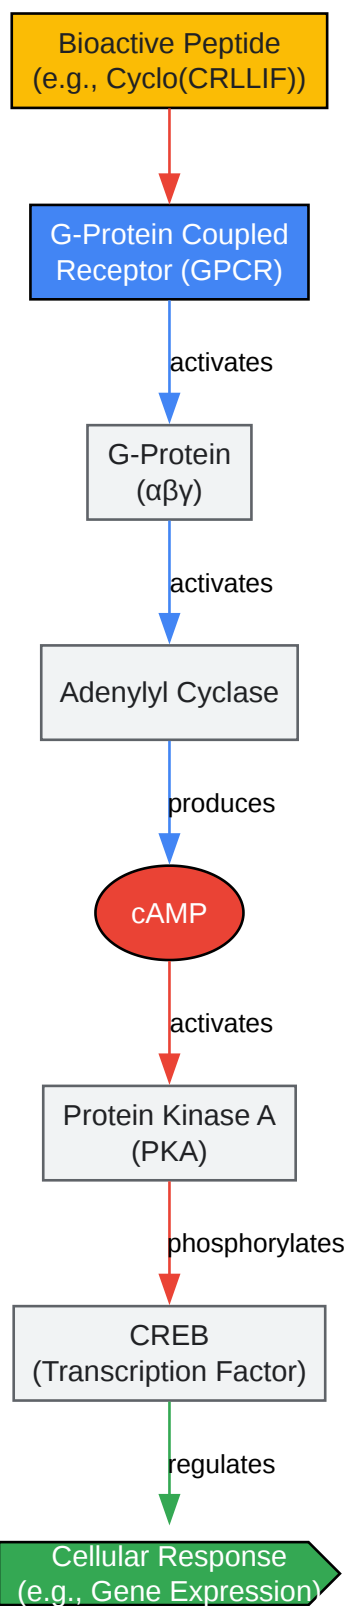 Bioactive Peptide
(e.g., Cyclo(CRLLIF))
G-Protein Coupled
Receptor (GPCR)
activates
G-Protein
(αβγ)
activates
Adenylyl Cyclase
produces
cAMP
activates
Protein Kinase A
(PKA)
phosphorylates
CREB
(Transcription Factor)
regulates
Cellular Response
(e.g., Gene Expression)